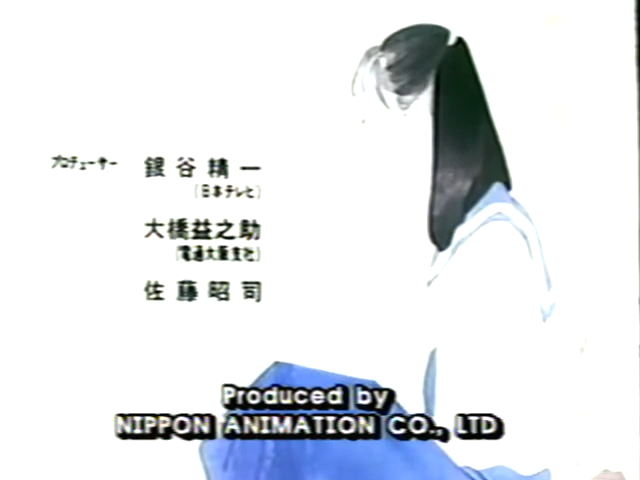 プロデューサー 銀谷精一
(日本テレビ)
大橋益之助
(電通大阪支社)
佐藤昭司
Produced by
NIPPON ANIMATION CO., LTD